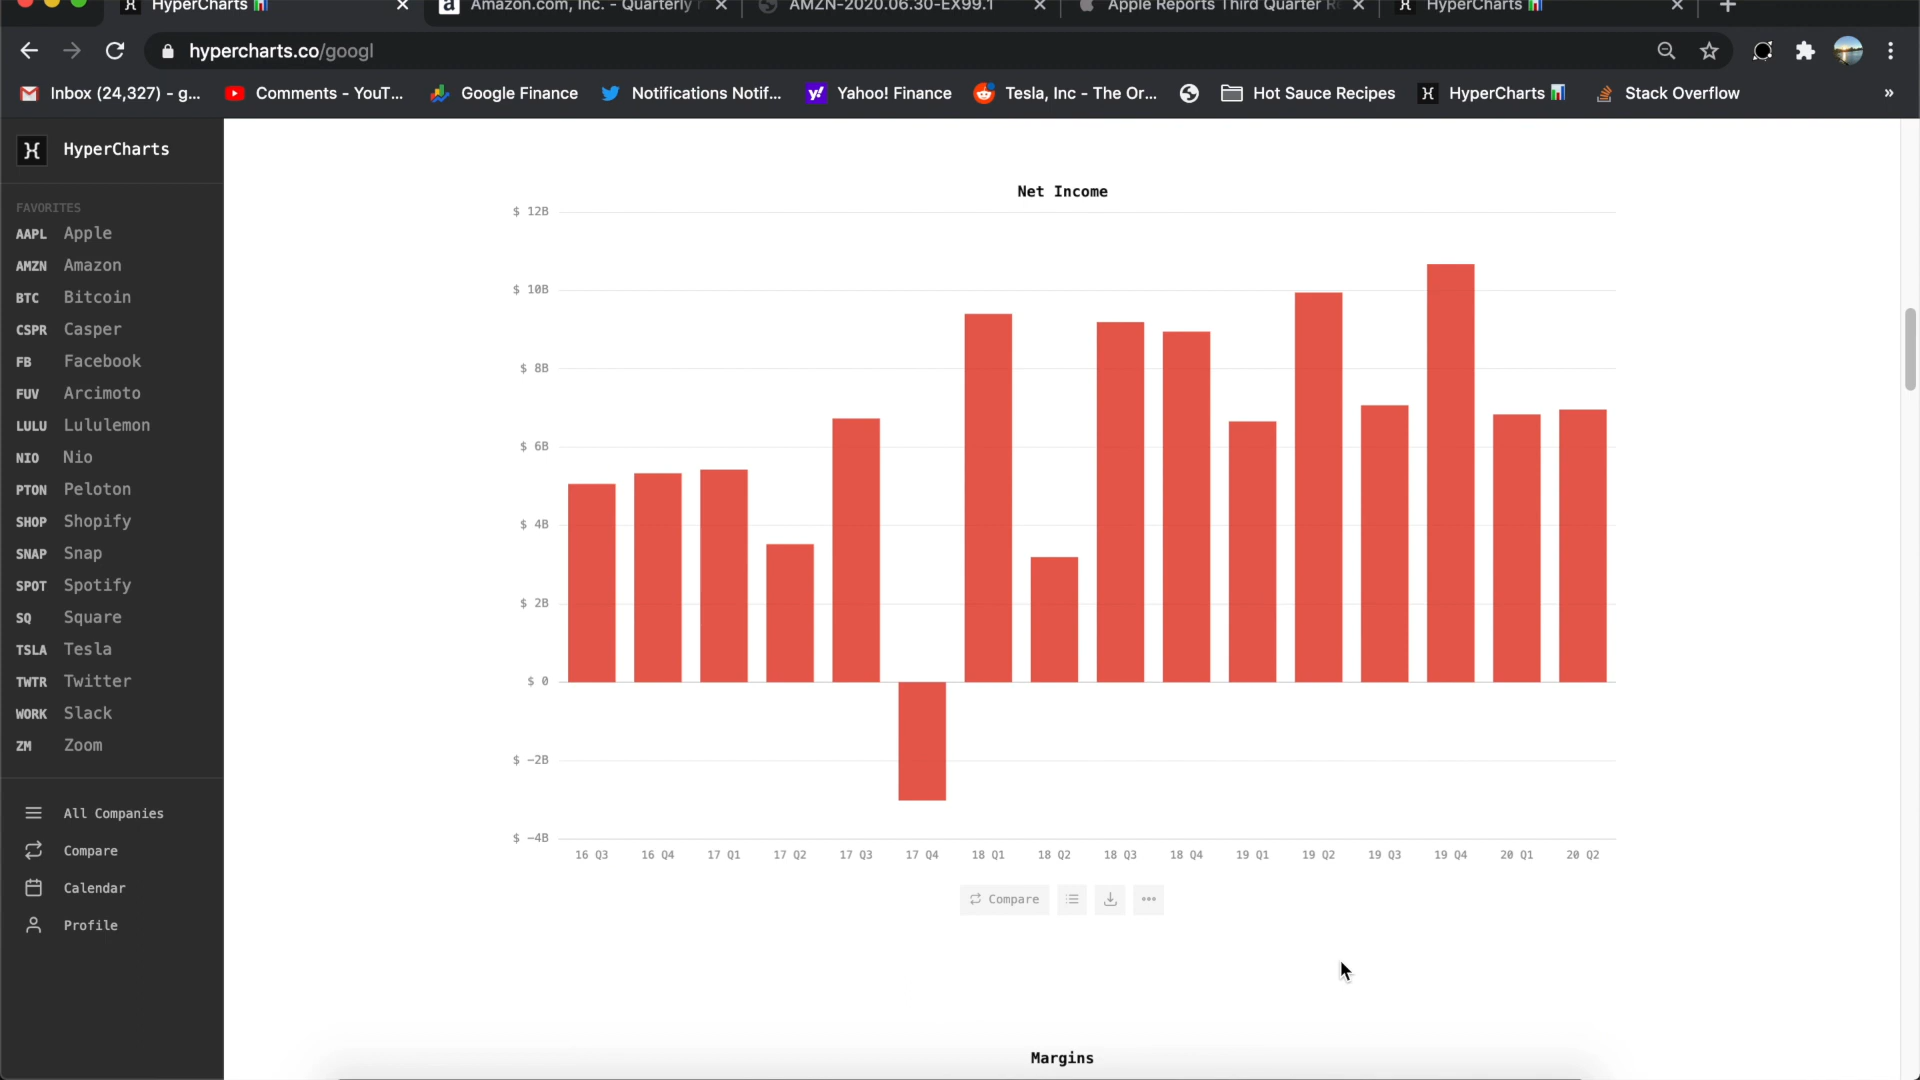 HyperCharts
Amazon.com, Inc. - Quarterly r
AMZN-2020.06.30-EX99.1
Apple Reports Third Quarter Re
HyperCharts
hypercharts.co/googl
Inbox (24,327) - g...
Comments - YouT...
Google Finance
Notifications Notif...
Yahoo! Finance
Tesla, Inc - The Or...
Hot Sauce Recipes
HyperCharts
Stack Overflow
»
HyperCharts
FAVORITES
AAPL Apple
AMZN Amazon
BTC Bitcoin
CSPR Casper
FB Facebook
FUV Arcimoto
LULU Lululemon
NIO Nio
PTON Peloton
SHOP Shopify
SNAP Snap
SPOT Spotify
SQ Square
TSLA Tesla
TWTR Twitter
WORK Slack
ZM Zoom
All Companies
Compare
Calendar
Profile
Net Income
$ 12B
$ 10B
$ 8B
$ 6B
$ 4B
$ 2B
$ 0
$ -2B
$ -4B
16 Q3 16 Q4 17 Q1 17 Q2 17 Q3 17 Q4 18 Q1 18 Q2 18 Q3 18 Q4 19 Q1 19 Q2 19 Q3 19 Q4 20 Q1 20 Q2
Compare
Margins